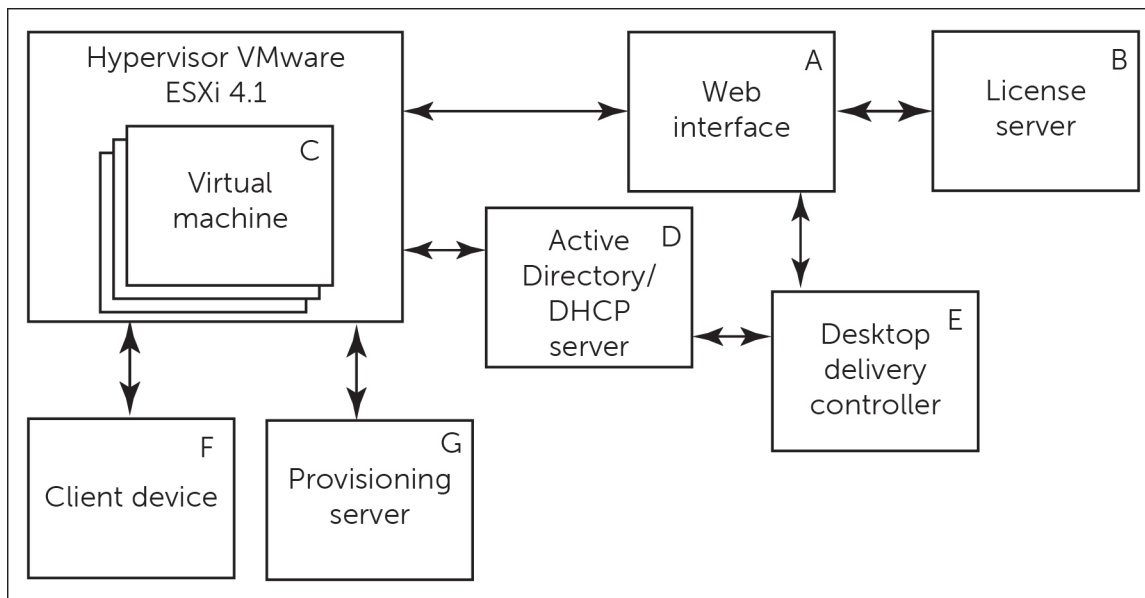 Hypervisor VMware
ESXi 4.1
C
Virtual
machine
A
Web
interface
B
License
server
D
Active
Directory/
DHCP
server
E
Desktop
delivery
controller
F
Client device
G
Provisioning
server